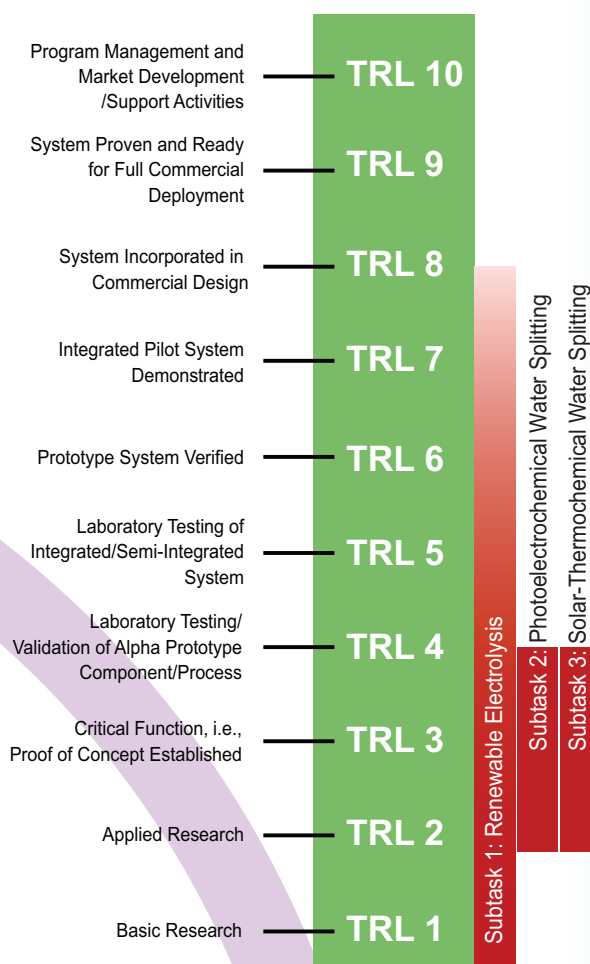 Program Management and
Market Development
/Support Activities
TRL 10
System Proven and Ready
for Full Commercial
Deployment
TRL 9
System Incorporated in
Commercial Design
TRL 8
Integrated Pilot System
Demonstrated
TRL 7
Prototype System Verified
TRL 6
Laboratory Testing of
Integrated/Semi-Integrated
System
TRL 5
Laboratory Testing/
Validation of Alpha Prototype
Component/Process
TRL 4
Critical Function, i.e.,
Proof of Concept Established
TRL 3
Applied Research
TRL 2
Basic Research
TRL 1
Subtask 1: Renewable Electrolysis
Subtask 2: Photoelectrochemical Water Splitting
Subtask 3: Solar-Thermochemical Water Splitting